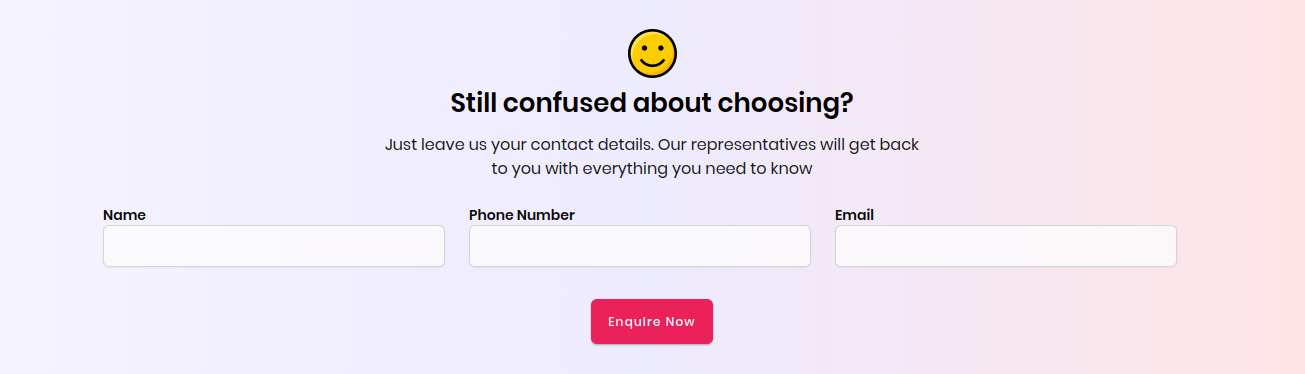 Still confused about choosing?
Just leave us your contact details. Our representatives will get back
to you with everything you need to know
Name
Phone Number
Email
Enquire Now